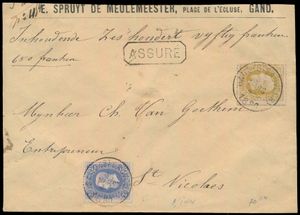 E. SPRUYT DE MEULEMEESTER, PLACE DE L'ÉCLUSE, GAND.
Inhoudende Zes honderd vyftig franken
650 franken
ASSURÉ
Mynheer Ch. Van Goethem
Entrepreneur
St Nicolaes